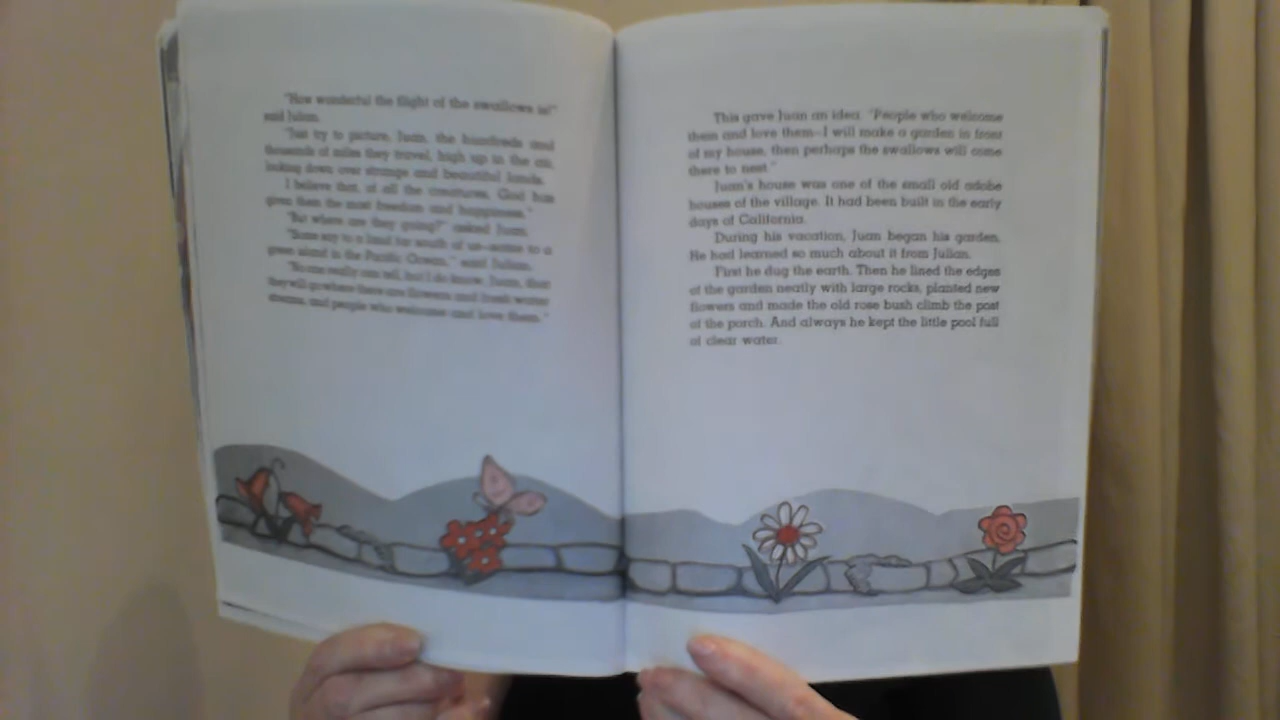 "How wonderful the flight of the swallows is!"
said Julian.
"Just try to picture, Juan, the hundreds and
thousands of miles they travel, high up in the air,
looking down over strange and beautiful lands.
I believe that, of all the creatures, God has
given them the most freedom and happiness."
"But where are they going?" asked Juan.
"Some say to a land far south of us—some to a
green island in the Pacific Ocean," said Julian.
"No one really can tell, but I do know, Juan, that
they will go where there are flowers and fresh water
streams, and people who welcome and love them."
This gave Juan an idea. "People who welcome
them and love them—I will make a garden in front
of my house, then perhaps the swallows will come
there to nest."
Juan's house was one of the small old adobe
houses of the village. It had been built in the early
days of California.
During his vacation, Juan began his garden.
He had learned so much about it from Julian.
First he dug the earth. Then he lined the edges
of the garden neatly with large rocks, planted new
flowers and made the old rose bush climb the post
of the porch. And always he kept the little pool full
of clear water.